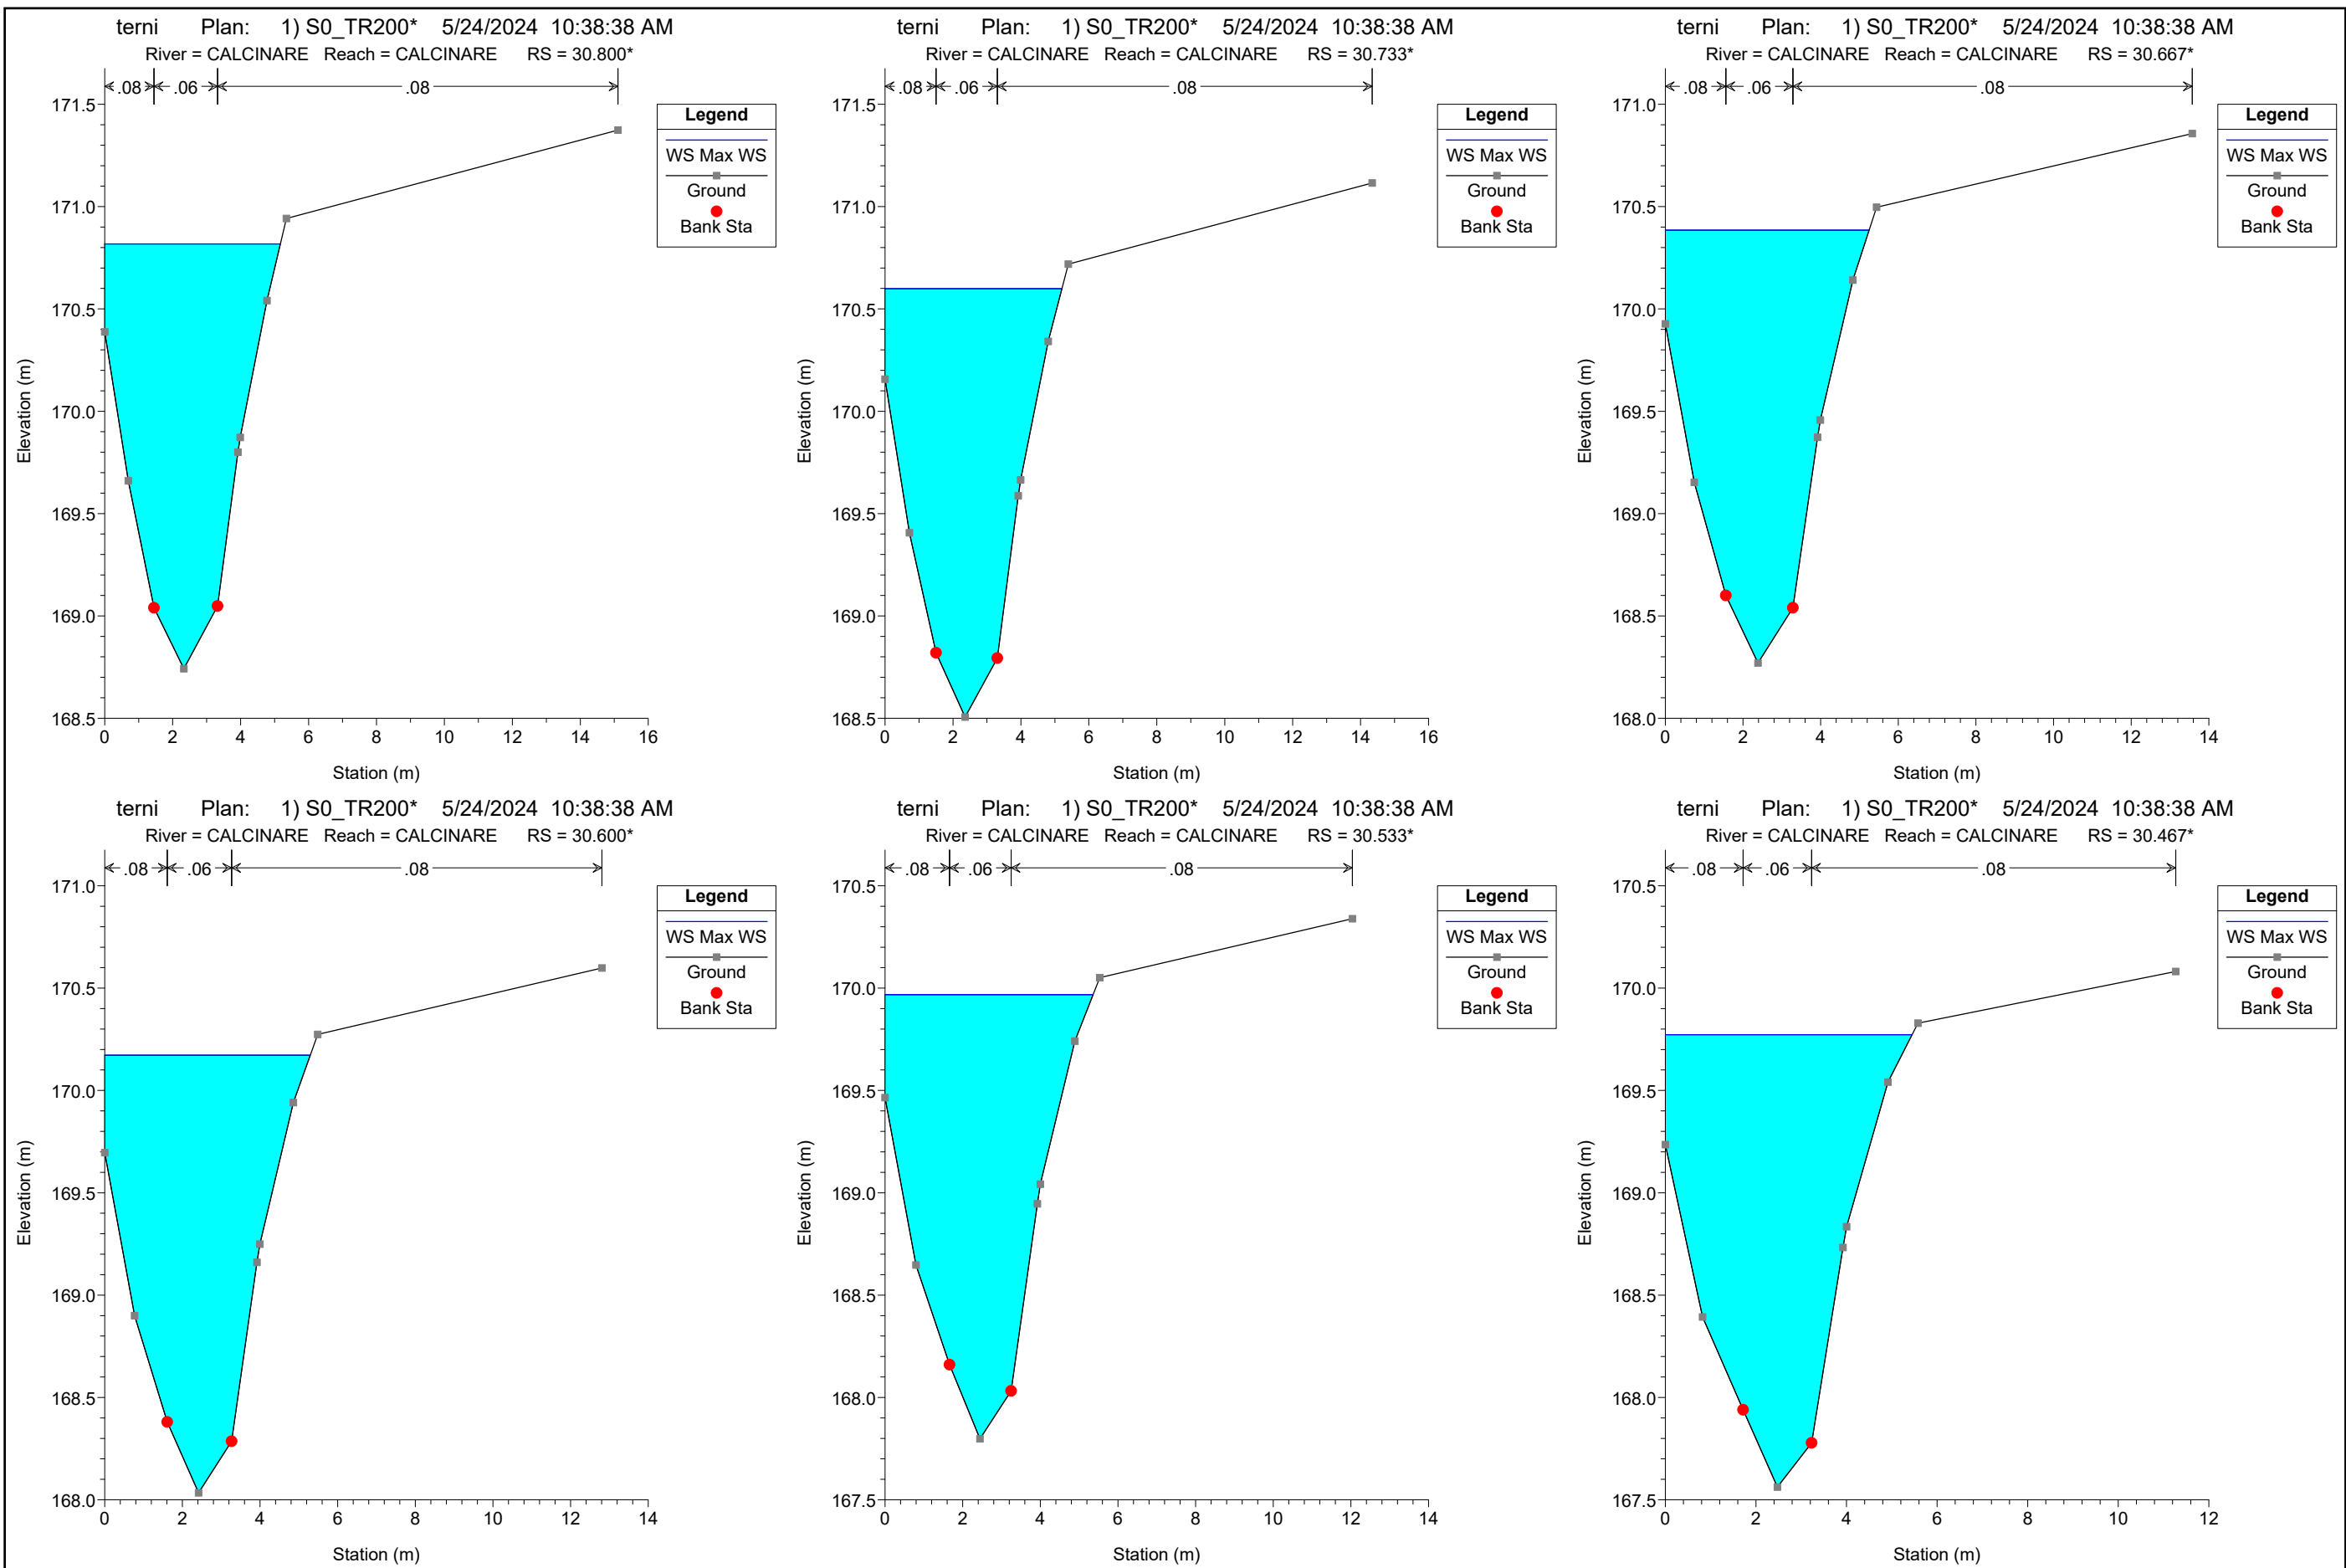 terni Plan: 1) S0_TR200* 5/24/2024 10:38:38 AM
River = CALCINARE Reach = CALCINARE RS = 30.800*
.08 .06 .08
171.5
171.0
170.5
170.0
169.5
169.0
168.5
0 2 4 6 8 10 12 14 16
Station (m)
Elevation (m)
Legend
WS Max WS
Ground
Bank Sta
terni Plan: 1) S0_TR200* 5/24/2024 10:38:38 AM
River = CALCINARE Reach = CALCINARE RS = 30.733*
.08 .06 .08
171.5
171.0
170.5
170.0
169.5
169.0
168.5
0 2 4 6 8 10 12 14 16
Station (m)
Elevation (m)
Legend
WS Max WS
Ground
Bank Sta
terni Plan: 1) S0_TR200* 5/24/2024 10:38:38 AM
River = CALCINARE Reach = CALCINARE RS = 30.667*
.08 .06 .08
171.0
170.5
170.0
169.5
169.0
168.5
168.0
0 2 4 6 8 10 12 14
Station (m)
Elevation (m)
Legend
WS Max WS
Ground
Bank Sta
terni Plan: 1) S0_TR200* 5/24/2024 10:38:38 AM
River = CALCINARE Reach = CALCINARE RS = 30.600*
.08 .06 .08
171.0
170.5
170.0
169.5
169.0
168.5
168.0
0 2 4 6 8 10 12 14
Station (m)
Elevation (m)
Legend
WS Max WS
Ground
Bank Sta
terni Plan: 1) S0_TR200* 5/24/2024 10:38:38 AM
River = CALCINARE Reach = CALCINARE RS = 30.533*
.08 .06 .08
170.5
170.0
169.5
169.0
168.5
168.0
167.5
0 2 4 6 8 10 12 14
Station (m)
Elevation (m)
Legend
WS Max WS
Ground
Bank Sta
terni Plan: 1) S0_TR200* 5/24/2024 10:38:38 AM
River = CALCINARE Reach = CALCINARE RS = 30.467*
.08 .06 .08
170.5
170.0
169.5
169.0
168.5
168.0
167.5
0 2 4 6 8 10 12
Station (m)
Elevation (m)
Legend
WS Max WS
Ground
Bank Sta